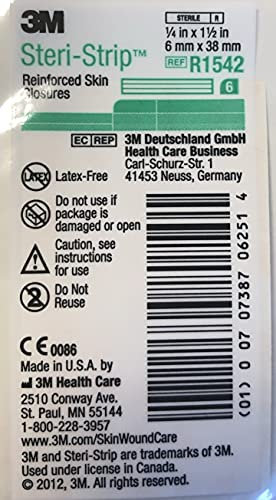 3M
STERILE R
Steri-Strip™
¼ in x 1½ in
6 mm x 38 mm
REF R1542
Reinforced Skin
Closures
6
EC REP
3M Deutschland GmbH
Health Care Business
Carl-Schurz-Str. 1
41453 Neuss, Germany
LATEX
Latex-Free
Do not use if
package is
damaged or open
Caution, see
instructions
for use
2
Do Not
Reuse
(01) 0 07 07387 06251 4
CE 0086
Made in U.S.A. by
3M Health Care
2510 Conway Ave.
St. Paul, MN 55144
1-800-228-3957
www.3M.com/SkinWoundCare
3M and Steri-Strip are trademarks of 3M.
Used under license in Canada.
© 2012, 3M. All rights reserved.